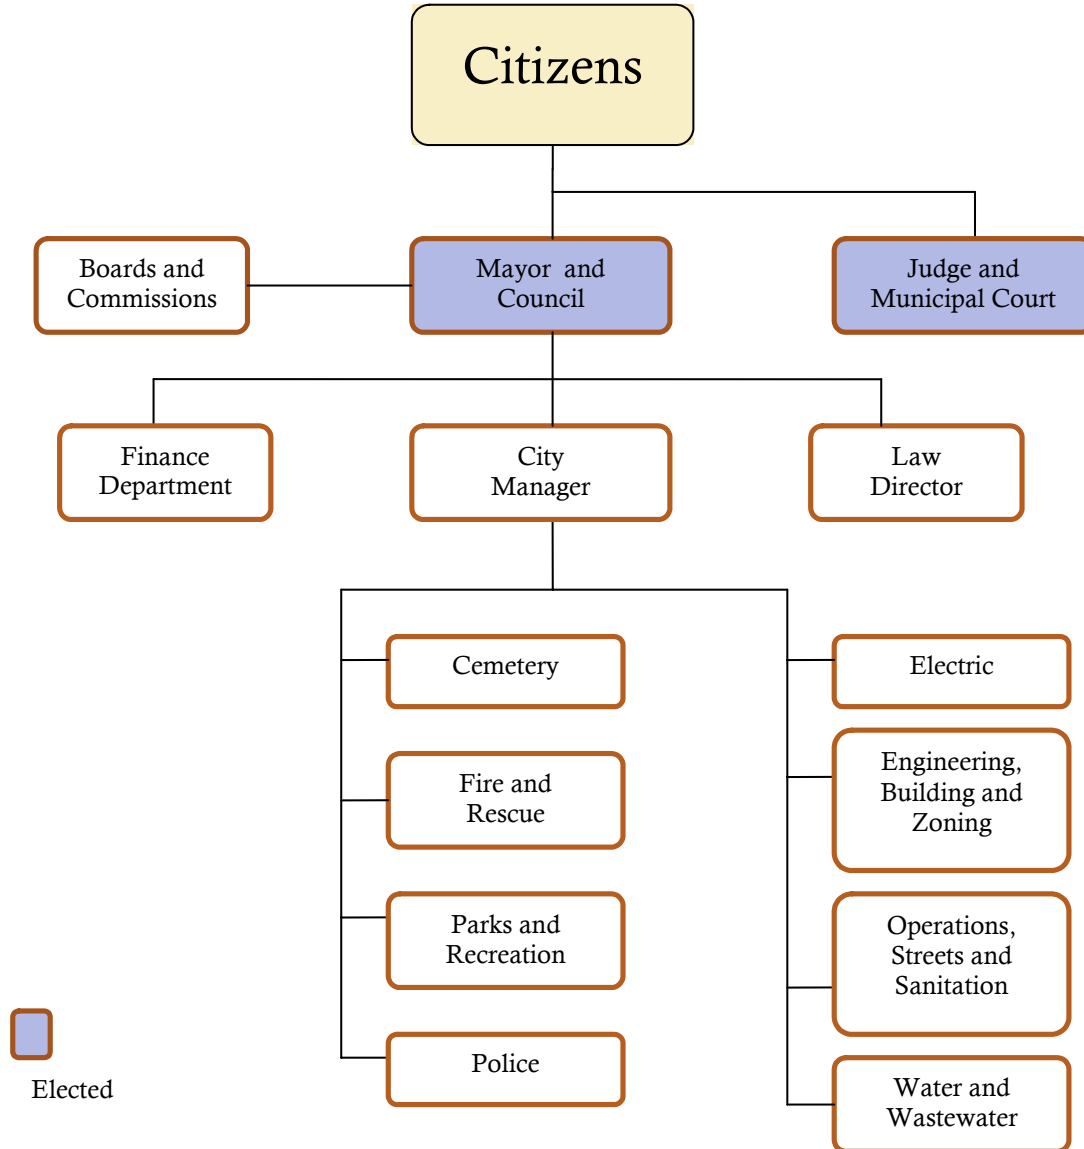 Citizens
Boards and
Commissions
Mayor and
Council
Judge and
Municipal Court
Finance
Department
City
Manager
Law
Director
Cemetery
Fire and
Rescue
Parks and
Recreation
Police
Electric
Engineering,
Building and
Zoning
Operations,
Streets and
Sanitation
Water and
Wastewater
Elected